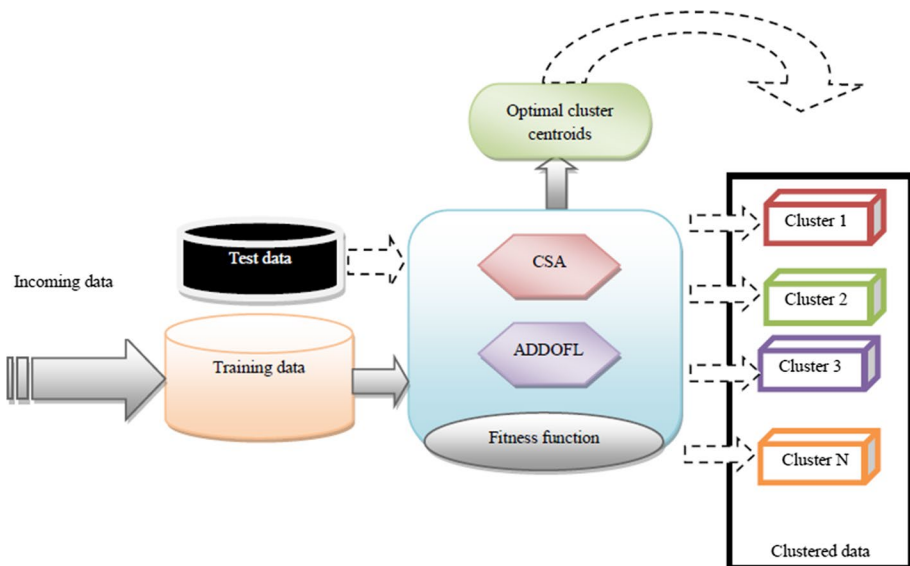 Optimal cluster
centroids
Cluster 1
Test data
CSA
Incoming data
Cluster 2
ADDOFL
Training data
Cluster 3
Fitness function
Cluster N
Clustered data